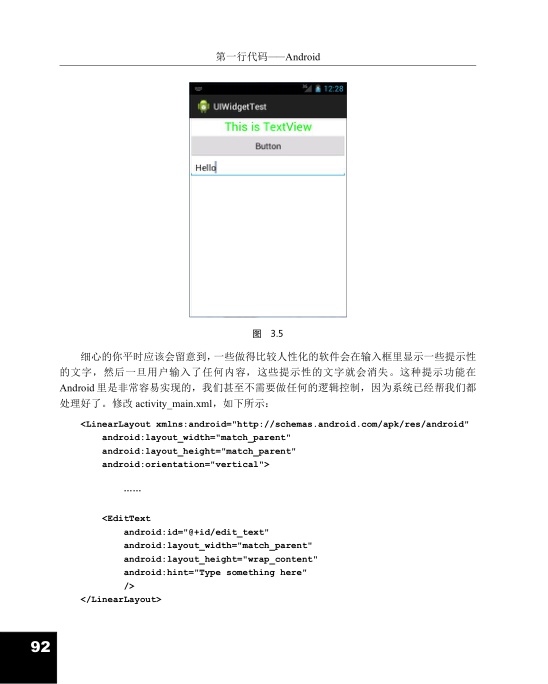 第一行代码——Android
12:28
UIWidgetTest
This is TextView
Button
Hello
图 3.5
细心的你平时应该会留意到，一些做得比较人性化的软件会在输入框里显示一些提示性
的文字，然后一旦用户输入了任何内容，这些提示性的文字就会消失。这种提示功能在
Android 里是非常容易实现的，我们甚至不需要做任何的逻辑控制，因为系统已经帮我们都
处理好了。修改 activity_main.xml，如下所示：
<LinearLayout xmlns:android="http://schemas.android.com/apk/res/android"
android:layout_width="match_parent"
android:layout_height="match_parent"
android:orientation="vertical">
……
<EditText
android:id="@+id/edit_text"
android:layout_width="match_parent"
android:layout_height="wrap_content"
android:hint="Type something here"
/>
</LinearLayout>
92